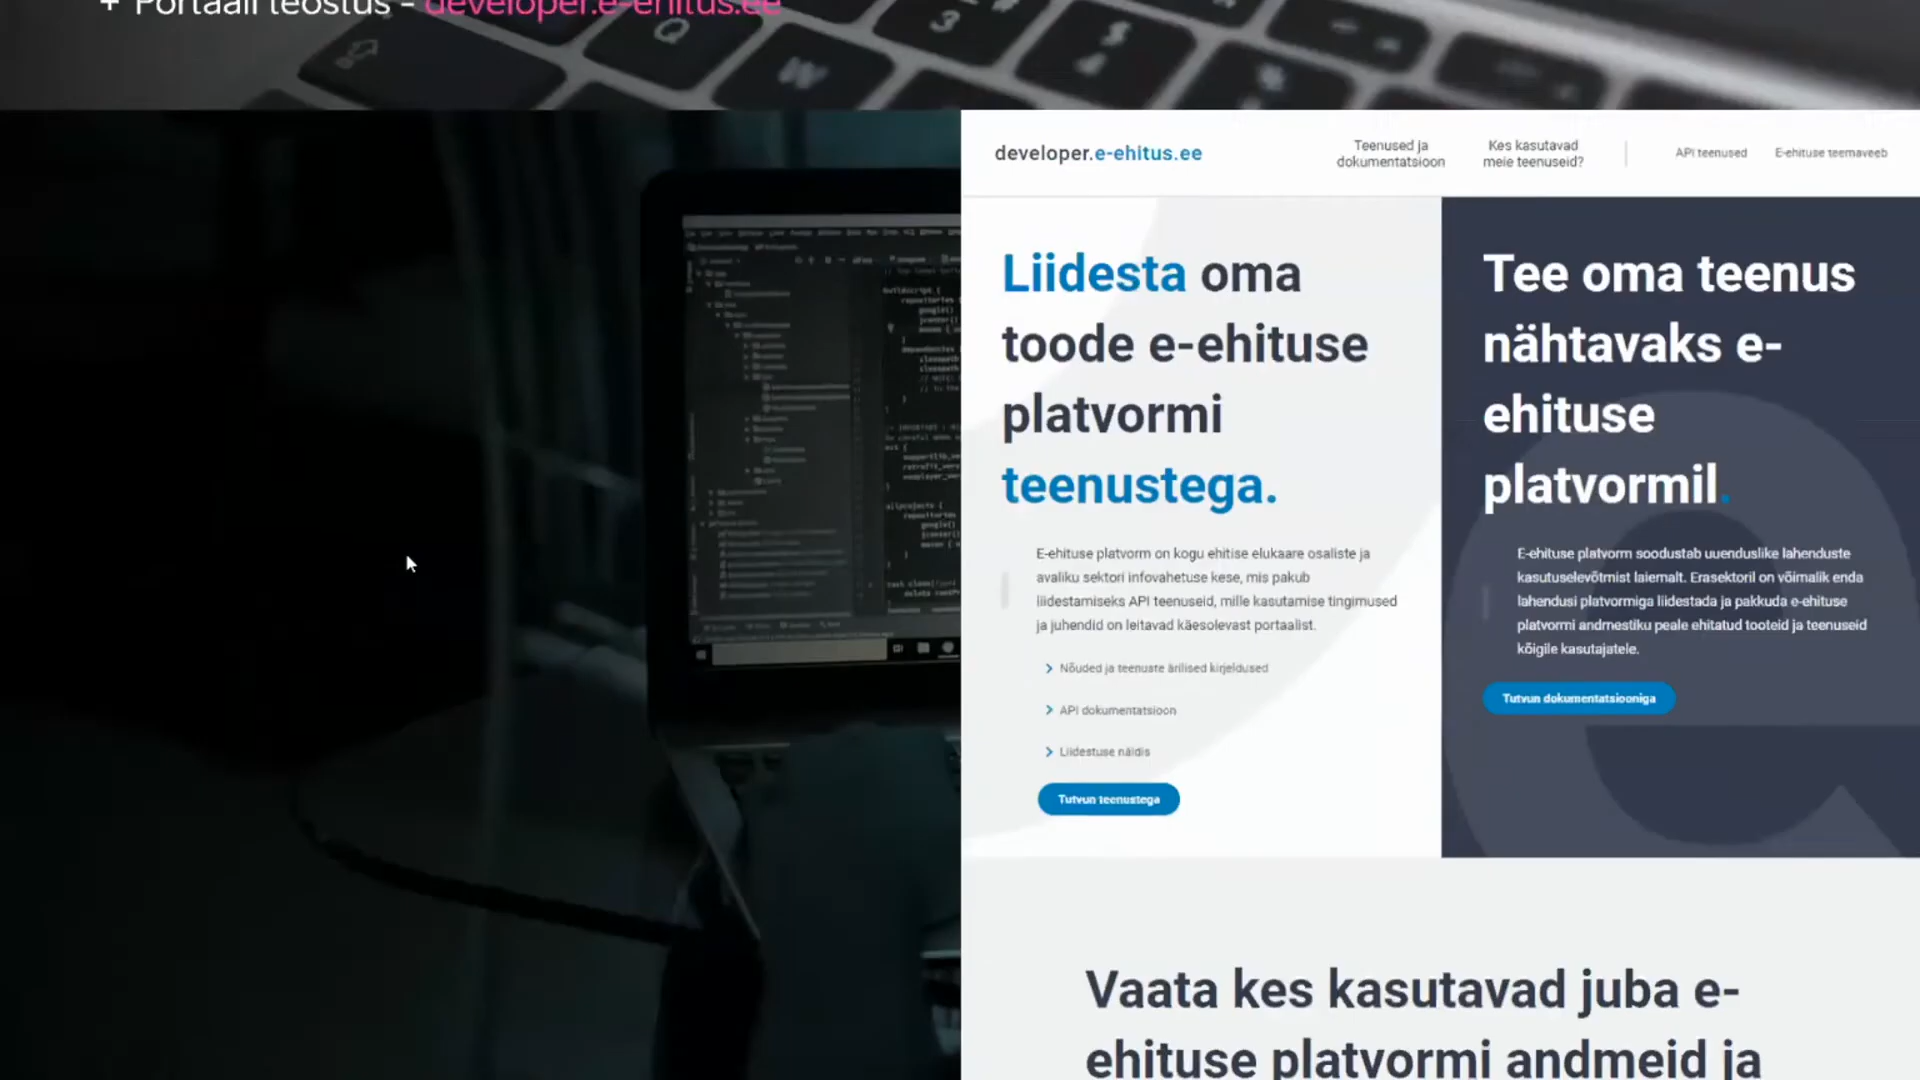 + Portaali teostus - developer.e-ehitus.ee
developer.e-ehitus.ee
Teenused ja
dokumentatsioon
Kes kasutavad
meie teenuseid?
API teenused
E-ehituse teemaveeb
Liidesta oma
toode e-ehituse
platvormi
teenustega.
E-ehituse platvorm on kogu ehitise elukaare osaliste ja
avaliku sektori infovahetuse kese, mis pakub
liidestamiseks API teenuseid, mille kasutamise tingimused
ja juhendid on leitavad käesolevast portaalist.
Nõuded ja teenuste ärilised kirjeldused
API dokumentatsioon
Liidestuse näidis
Tutvun teenustega
Tee oma teenus
nähtavaks e-
ehituse
platvormil.
E-ehituse platvorm soodustab uuenduslike lahenduste
kasutuselevõtmist laiemalt. Erasektoril on võimalik enda
lahendusi platvormiga liidestada ja pakkuda e-ehituse
platvormi andmestiku peale ehitatud tooteid ja teenuseid
kõigile kasutajatele.
Tutvun dokumentatsiooniga
Vaata kes kasutavad juba e-
ehituse platvormi andmeid ja